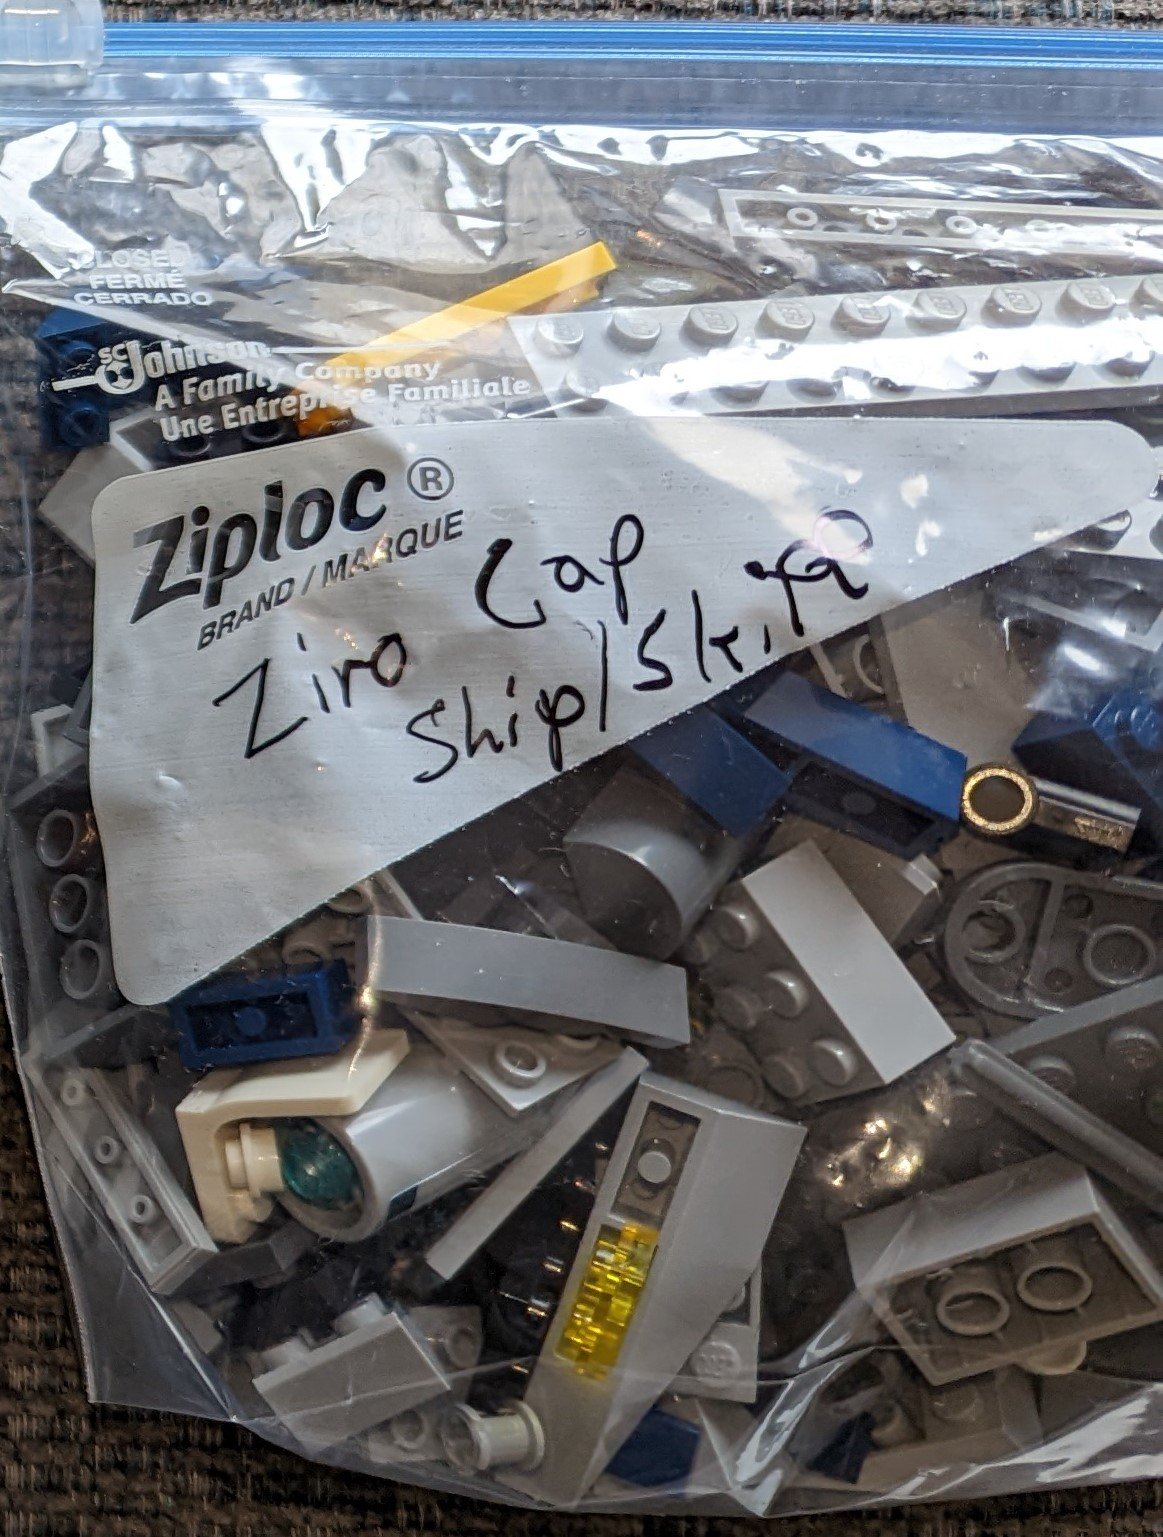 CLOSED
FERMÉ
CERRADO
SC Johnson
A Family Company
Une Entreprise Familiale
Ziploc ®
BRAND / MARQUE
Ziro Cap
Ship/Skiff